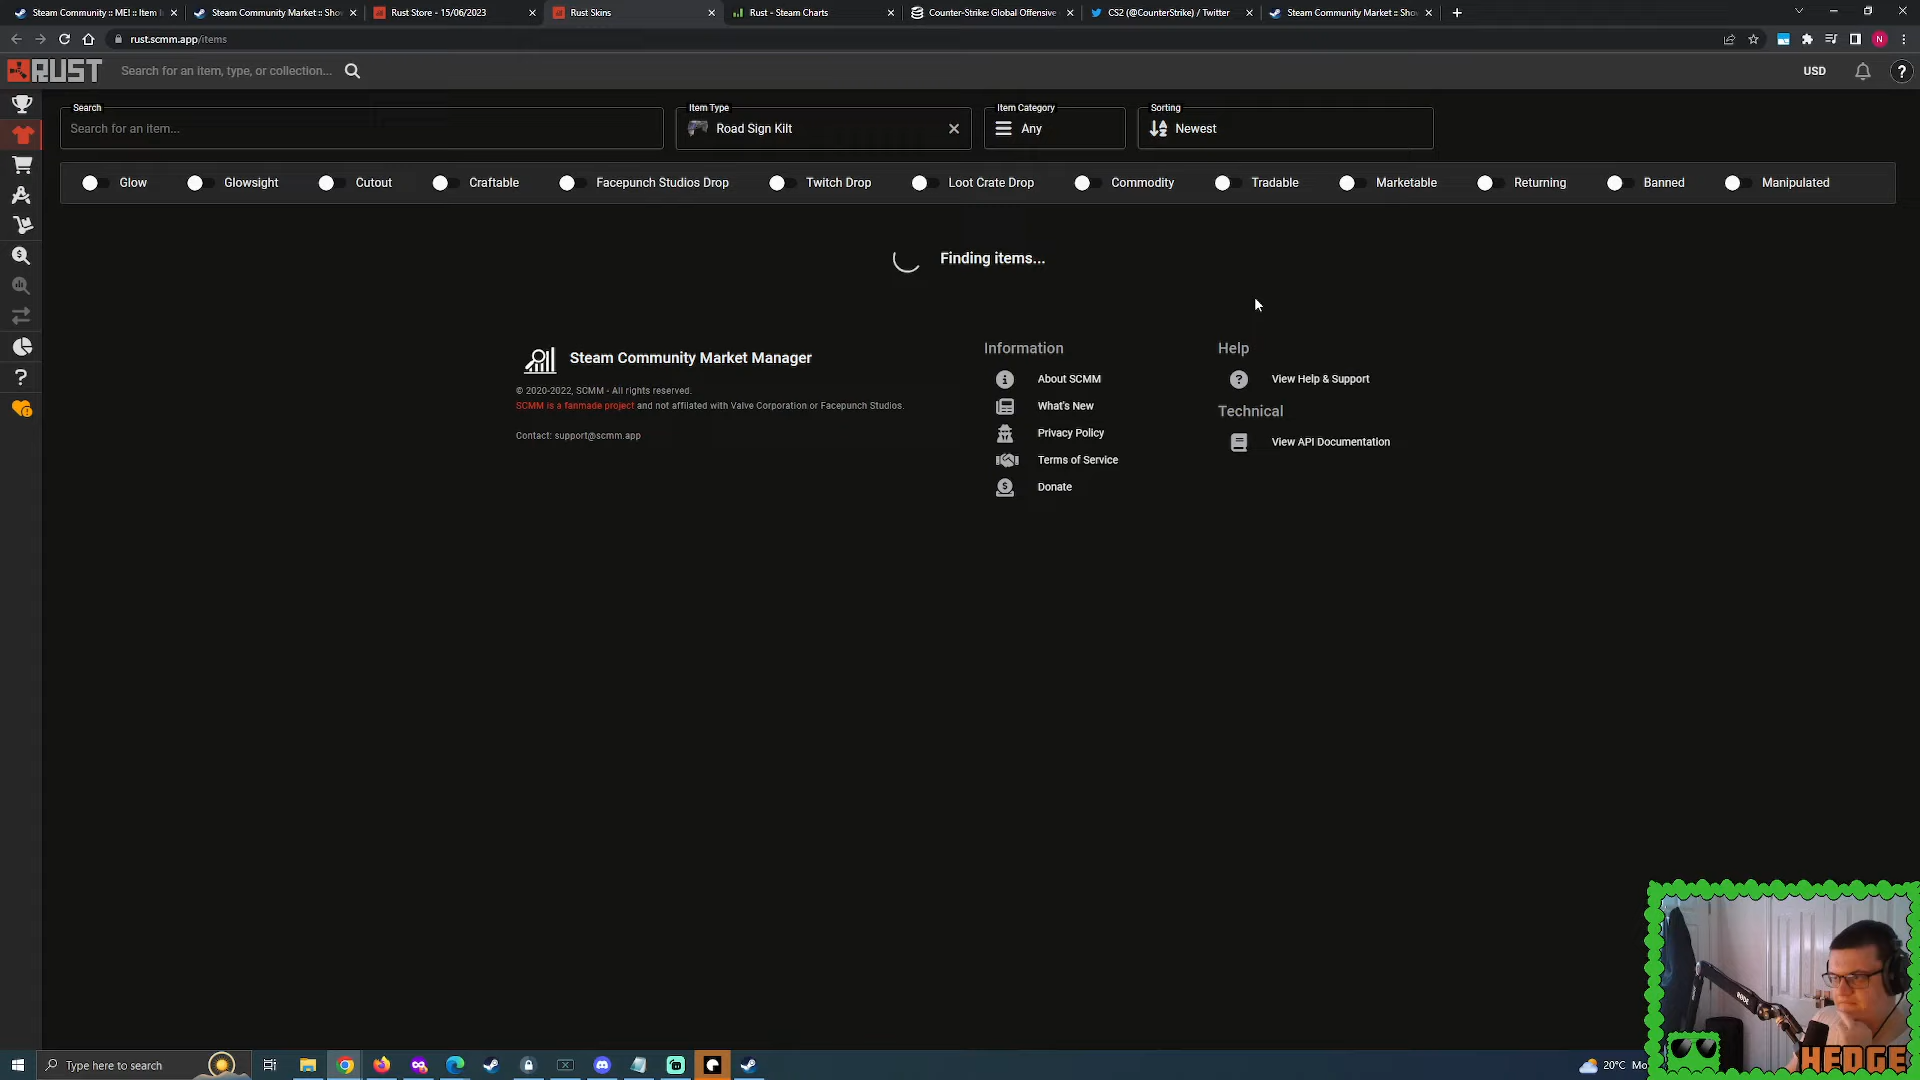 Steam Community :: ME! :: Item I
Steam Community Market :: Sho
Rust Store - 15/06/2023
Rust Skins
Rust - Steam Charts
Counter-Strike: Global Offensive
CS2 (@CounterStrike) / Twitter
Steam Community Market :: Sho
rust.scmm.app/items
N
RUST
Search for an item, type, or collection...
USD
Search
Search for an item...
Item Type
Road Sign Kilt
Item Category
Any
Sorting
Newest
Glow
Glowsight
Cutout
Craftable
Facepunch Studios Drop
Twitch Drop
Loot Crate Drop
Commodity
Tradable
Marketable
Returning
Banned
Manipulated
Finding items...
Steam Community Market Manager
© 2020-2022, SCMM - All rights reserved.
SCMM is a fanmade project and not affilated with Valve Corporation or Facepunch Studios.
Contact: support@scmm.app
Information
About SCMM
What's New
Privacy Policy
Terms of Service
Donate
Help
View Help & Support
Technical
View API Documentation
RODE
HEDGE
Type here to search
20°C Mo